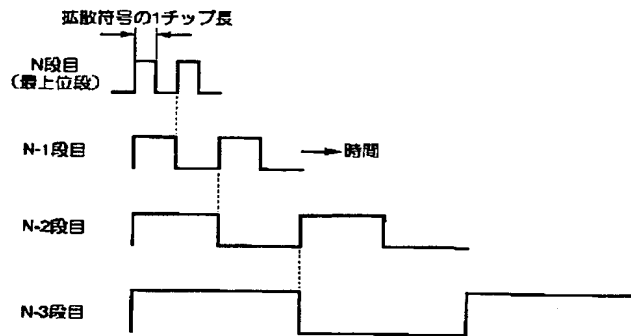 拡散符号の1チップ長
N段目
(最上位段)
N-1段目
時間
N-2段目
N-3段目